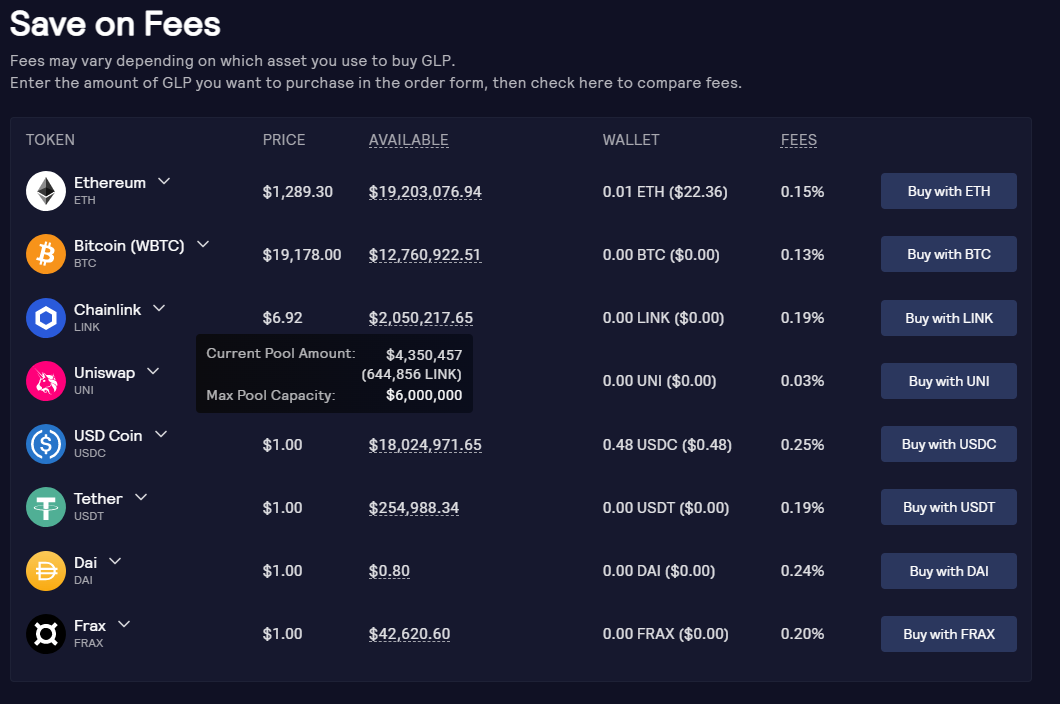 Save on Fees
Fees may vary depending on which asset you use to buy GLP.
Enter the amount of GLP you want to purchase in the order form, then check here to compare fees.
TOKEN PRICE AVAILABLE WALLET FEES
Ethereum
ETH
$1,289.30 $19,203,076.94 0.01 ETH ($22.36) 0.15% Buy with ETH
Bitcoin (WBTC)
BTC
$19,178.00 $12,760,922.51 0.00 BTC ($0.00) 0.13% Buy with BTC
Chainlink
LINK
$6.92 $2,050,217.65 0.00 LINK ($0.00) 0.19% Buy with LINK
Current Pool Amount: $4,350,457
(644,856 LINK)
Max Pool Capacity: $6,000,000
Uniswap
UNI
0.00 UNI ($0.00) 0.03% Buy with UNI
USD Coin
USDC
$1.00 $18,024,971.65 0.48 USDC ($0.48) 0.25% Buy with USDC
Tether
USDT
$1.00 $254,988.34 0.00 USDT ($0.00) 0.19% Buy with USDT
Dai
DAI
$1.00 $0.80 0.00 DAI ($0.00) 0.24% Buy with DAI
Frax
FRAX
$1.00 $42,620.60 0.00 FRAX ($0.00) 0.20% Buy with FRAX